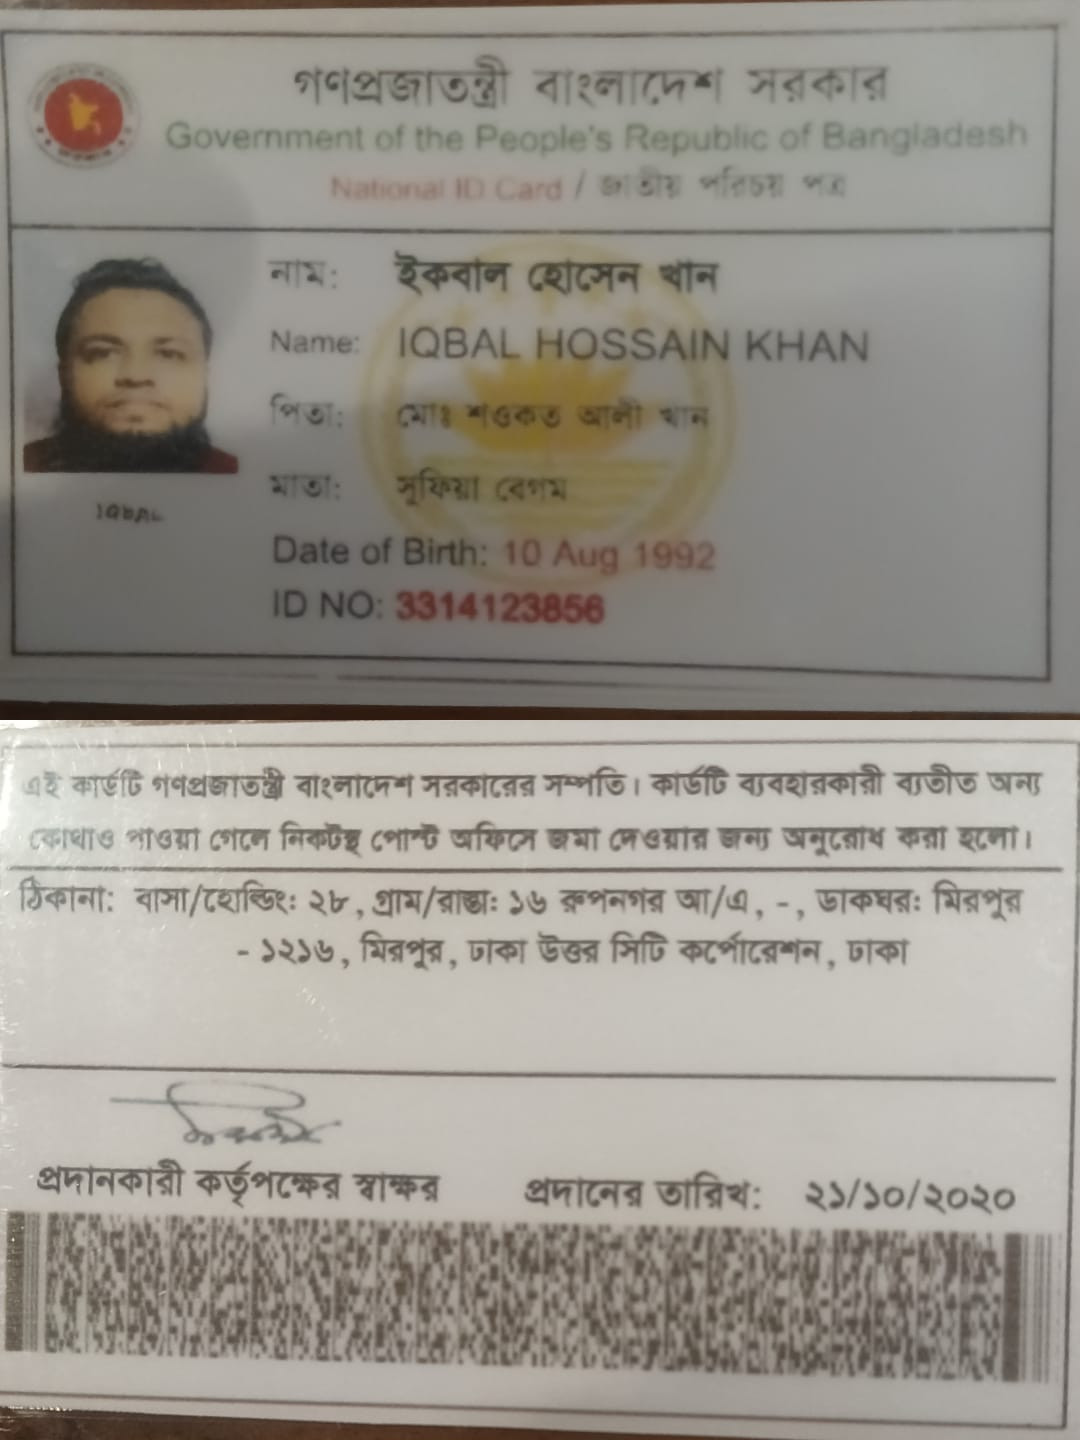 গণপ্রজাতন্ত্রী বাংলাদেশ সরকার
Government of the People's Republic of Bangladesh
National ID Card / জাতীয় পরিচয় পত্র
নাম: ইকবাল হোসেন খান
Name: IQBAL HOSSAIN KHAN
পিতা: মোঃ শওকত আলী খান
মাতা: সুফিয়া বেগম
IQBAL
Date of Birth: 10 Aug 1992
ID NO: 3314123856
এই কার্ডটি গণপ্রজাতন্ত্রী বাংলাদেশ সরকারের সম্পত্তি। কার্ডটি ব্যবহারকারী ব্যতীত অন্য
কোথাও পাওয়া গেলে নিকটস্থ পোস্ট অফিসে জমা দেওয়ার জন্য অনুরোধ করা হলো।
ঠিকানা: বাসা/হোল্ডিং: ২৮, গ্রাম/রাস্তা: ১৬ রুপনগর আ/এ, -, ডাকঘর: মিরপুর
- ১২১৬, মিরপুর, ঢাকা উত্তর সিটি কর্পোরেশন, ঢাকা
প্রদানকারী কর্তৃপক্ষের স্বাক্ষর প্রদানের তারিখ: ২১/১০/২০২০